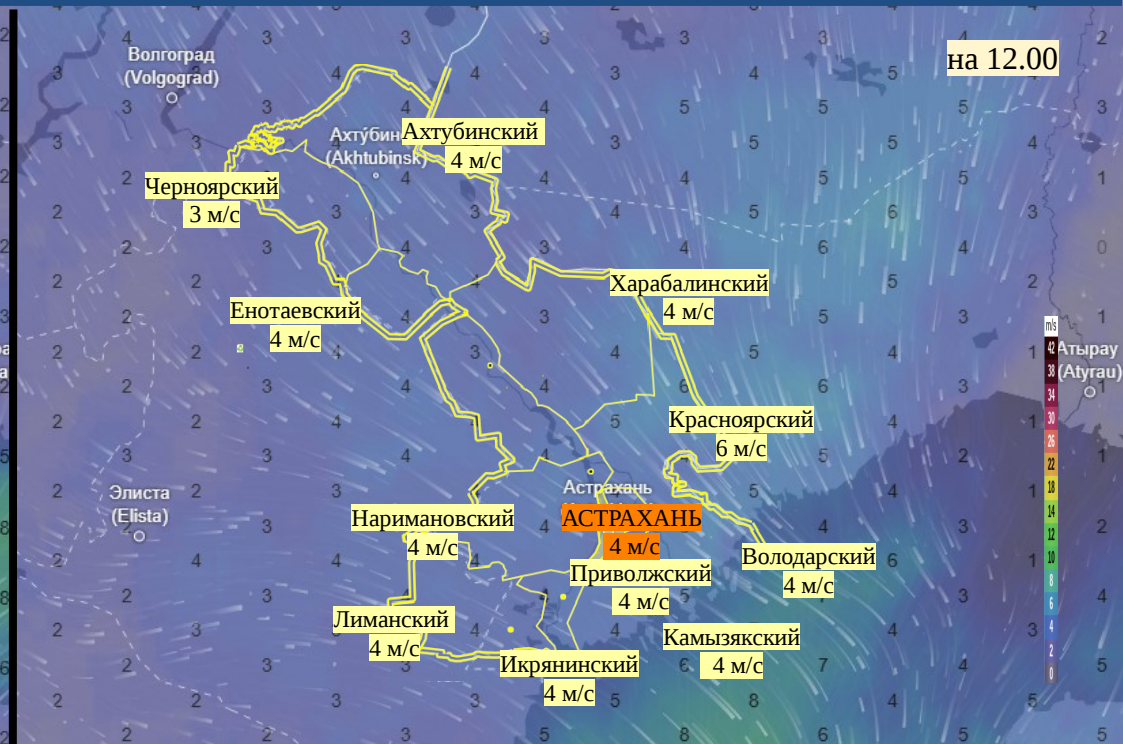 на 12.00
Волгоград
(Volgograd)
Ахтубинский
4 м/с
(Akhtubinsk)
Черноярский
3 м/с
Харабалинский
4 м/с
Енотаевский
4 м/с
m/s
42
38
34
30
26
22
18
14
12
10
8
6
4
2
0
Атырау
(Atyrau)
Красноярский
6 м/с
Элиста
(Elista)
Астрахань
Наримановский
4 м/с
АСТРАХАНЬ
4 м/с
Володарский
4 м/с
Приволжский
4 м/с
Лиманский
4 м/с
Камызякский
4 м/с
Икрянинский
4 м/с